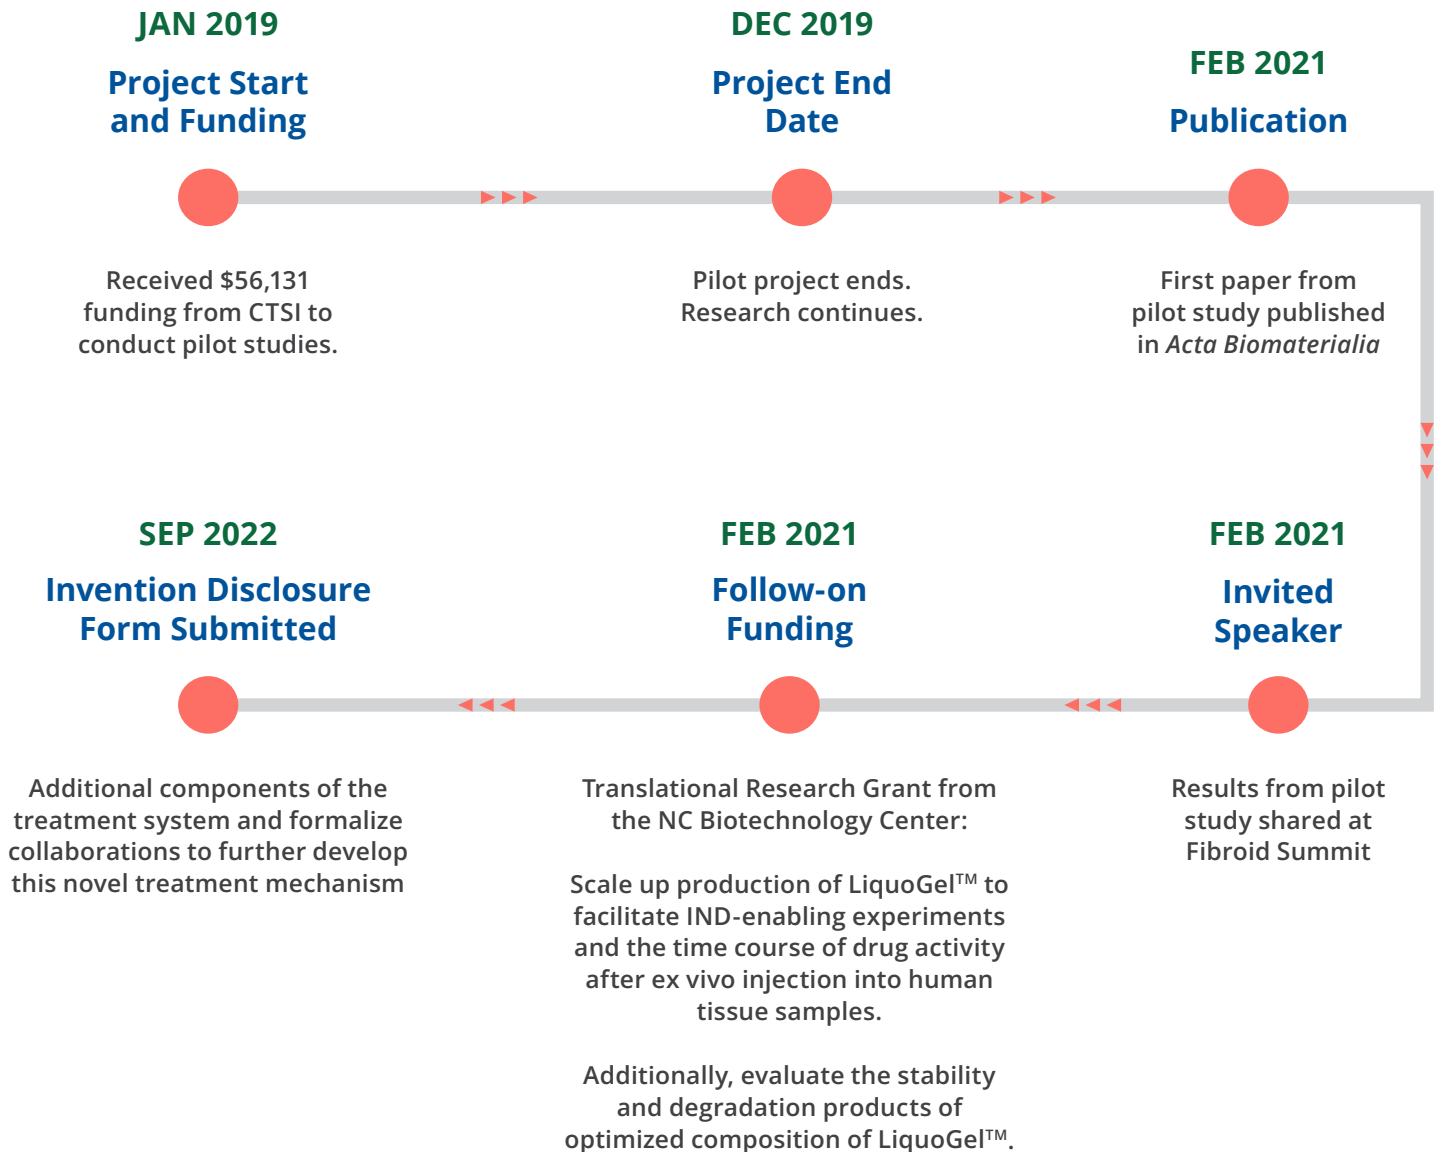 JAN 2019
Project Start
and Funding
Received $56,131
funding from CTSI to
conduct pilot studies.
DEC 2019
Project End
Date
Pilot project ends.
Research continues.
FEB 2021
Publication
First paper from
pilot study published
in Acta Biomaterialia
FEB 2021
Invited
Speaker
Results from pilot
study shared at
Fibroid Summit
FEB 2021
Follow-on
Funding
Translational Research Grant from
the NC Biotechnology Center:
Scale up production of LiquoGel™ to
facilitate IND-enabling experiments
and the time course of drug activity
after ex vivo injection into human
tissue samples.
Additionally, evaluate the stability
and degradation products of
optimized composition of LiquoGel™.
SEP 2022
Invention Disclosure
Form Submitted
Additional components of the
treatment system and formalize
collaborations to further develop
this novel treatment mechanism